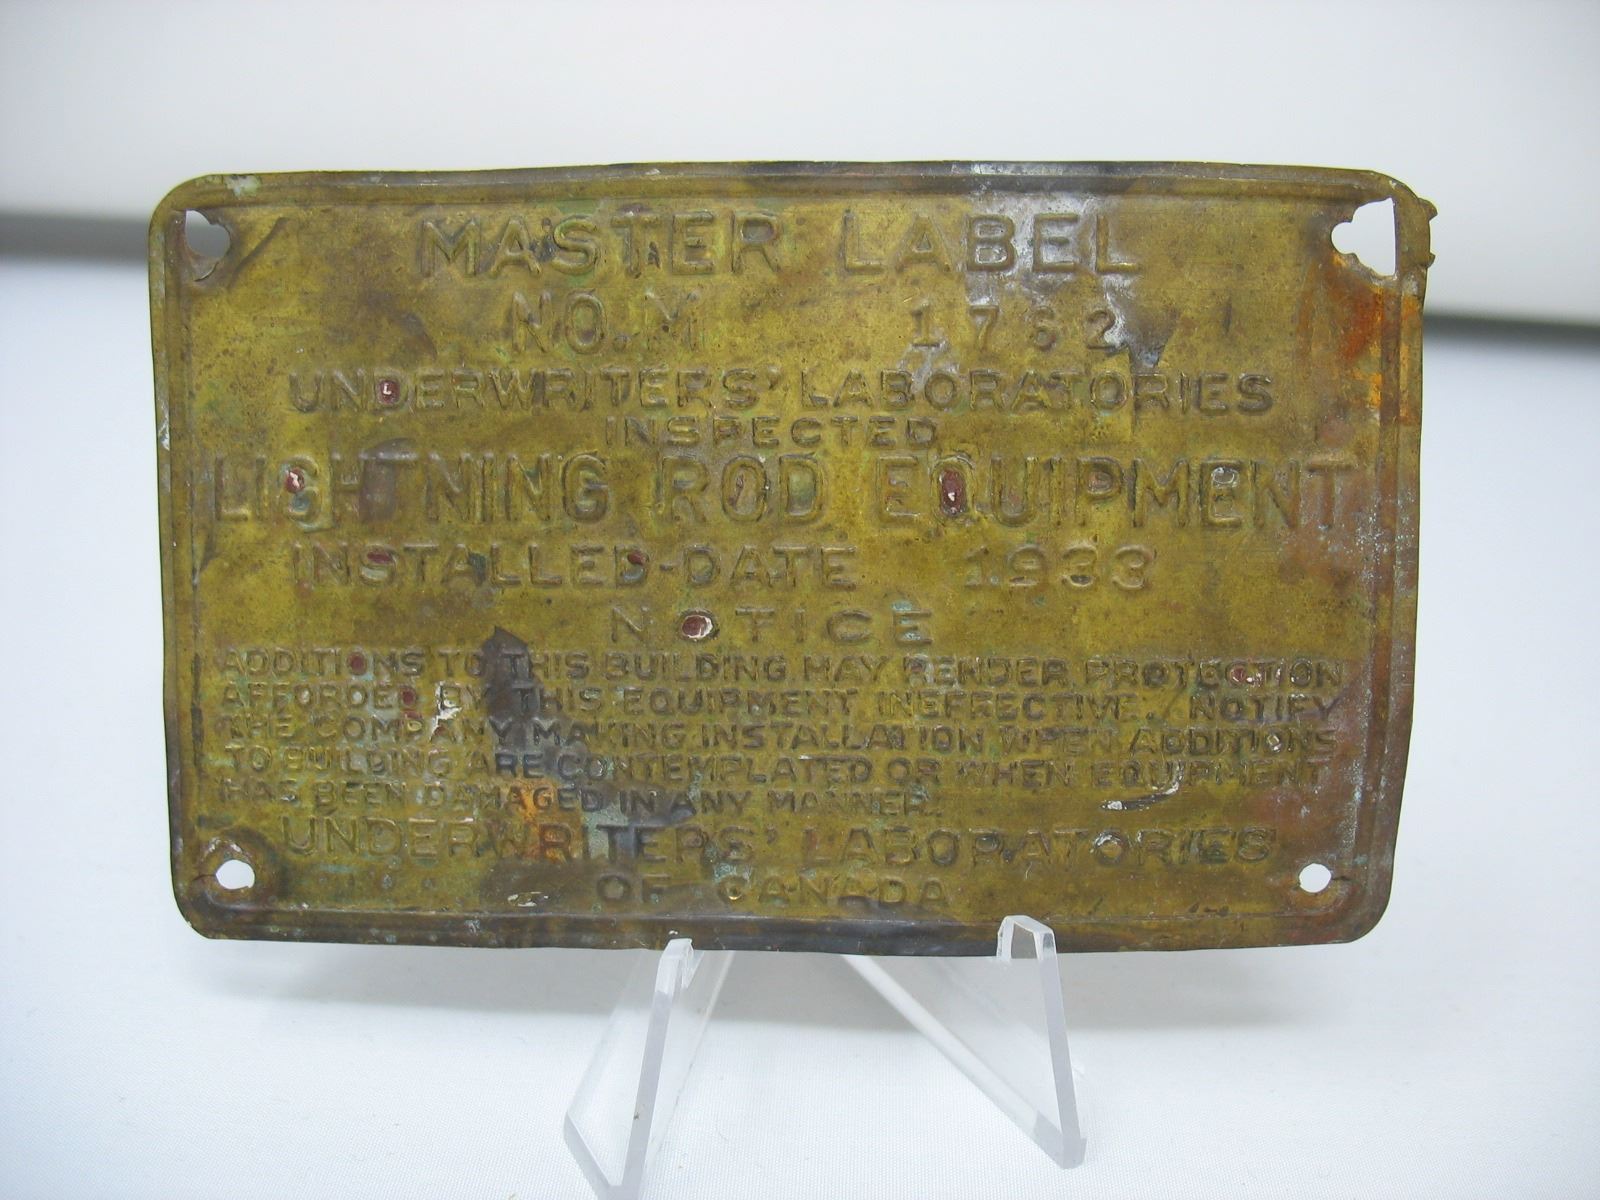 MASTER LABEL
NO. M 1762
UNDERWRITERS' LABORATORIES
INSPECTED
LIGHTNING ROD EQUIPMENT
INSTALLED-DATE 1933
NOTICE
ADDITIONS TO THIS BUILDING MAY RENDER PROTECTION
AFFORDED BY THIS EQUIPMENT INEFFECTIVE. NOTIFY
THE COMPANY MAKING INSTALLATION WHEN ADDITIONS
TO BUILDING ARE CONTEMPLATED OR WHEN EQUIPMENT
HAS BEEN DAMAGED IN ANY MANNER.
UNDERWRITERS' LABORATORIES
OF CANADA